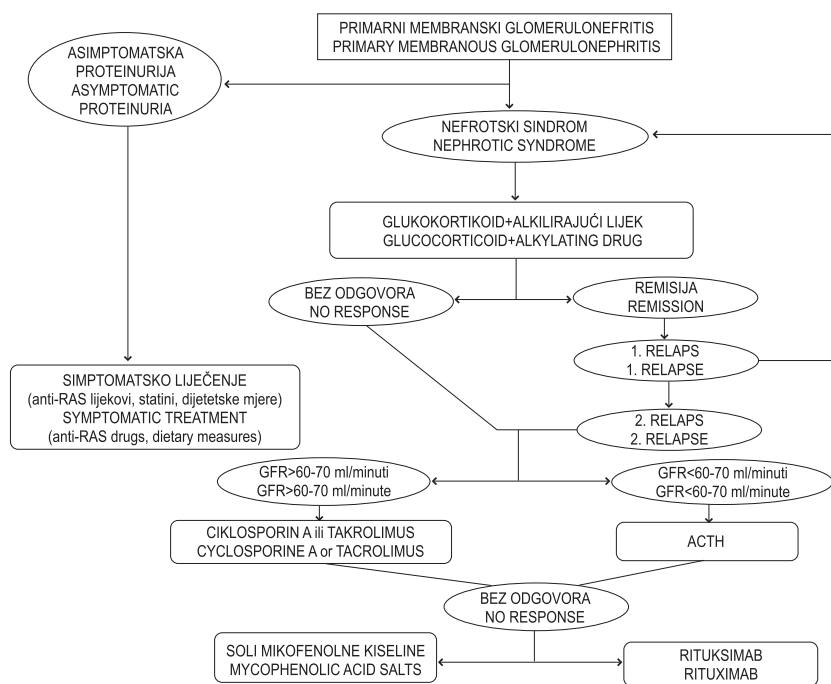 PRIMARNI MEMBRANSKI GLOMERULONEFRITIS
PRIMARY MEMBRANOUS GLOMERULONEPHRITIS
ASIMPTOMATSKA
PROTEINURIJA
ASYMPTOMATIC
PROTEINURIA
NEFROTSKI SINDROM
NEPHROTIC SYNDROME
GLUKOKORTIKOID+ALKILIRAJUĆI LIJEK
GLUCOCORTICOID+ALKYLATING DRUG
BEZ ODGOVORA
NO RESPONSE
REMISIJA
REMISSION
1. RELAPS
1. RELAPSE
SIMPTOMATSKO LIJEČENJE
(anti-RAS lijekovi, statini, dijetetske mjere)
SYMPTOMATIC TREATMENT
(anti-RAS drugs, dietary measures)
2. RELAPS
2. RELAPSE
GFR>60-70 ml/minuti
GFR>60-70 ml/minute
GFR<60-70 ml/minuti
GFR<60-70 ml/minute
CIKLOSPORIN A ili TAKROLIMUS
CYCLOSPORINE A or TACROLIMUS
ACTH
BEZ ODGOVORA
NO RESPONSE
SOLI MIKOFENOLNE KISELINE
MYCOPHENOLIC ACID SALTS
RITUKSIMAB
RITUXIMAB